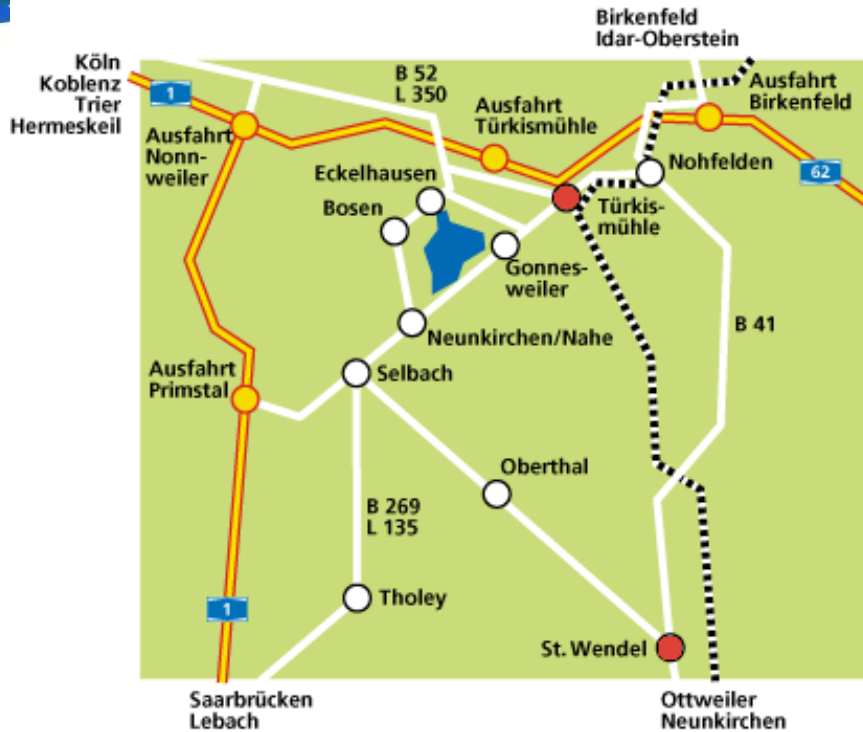 Birkenfeld
Idar-Oberstein
Köln
Koblenz
Trier
Hermeskeil
1
B 52
L 350
Ausfahrt
Türkismühle
Ausfahrt
Birkenfeld
Ausfahrt
Nonn-
weiler
Eckelhausen
Nohfelden
62
Bosen
Türkis-
mühle
Gonnes-
weiler
B 41
Neunkirchen/Nahe
Ausfahrt
Primstal
Selbach
Oberthal
B 269
L 135
Tholey
1
St. Wendel
Saarbrücken
Lebach
Ottweiler
Neunkirchen